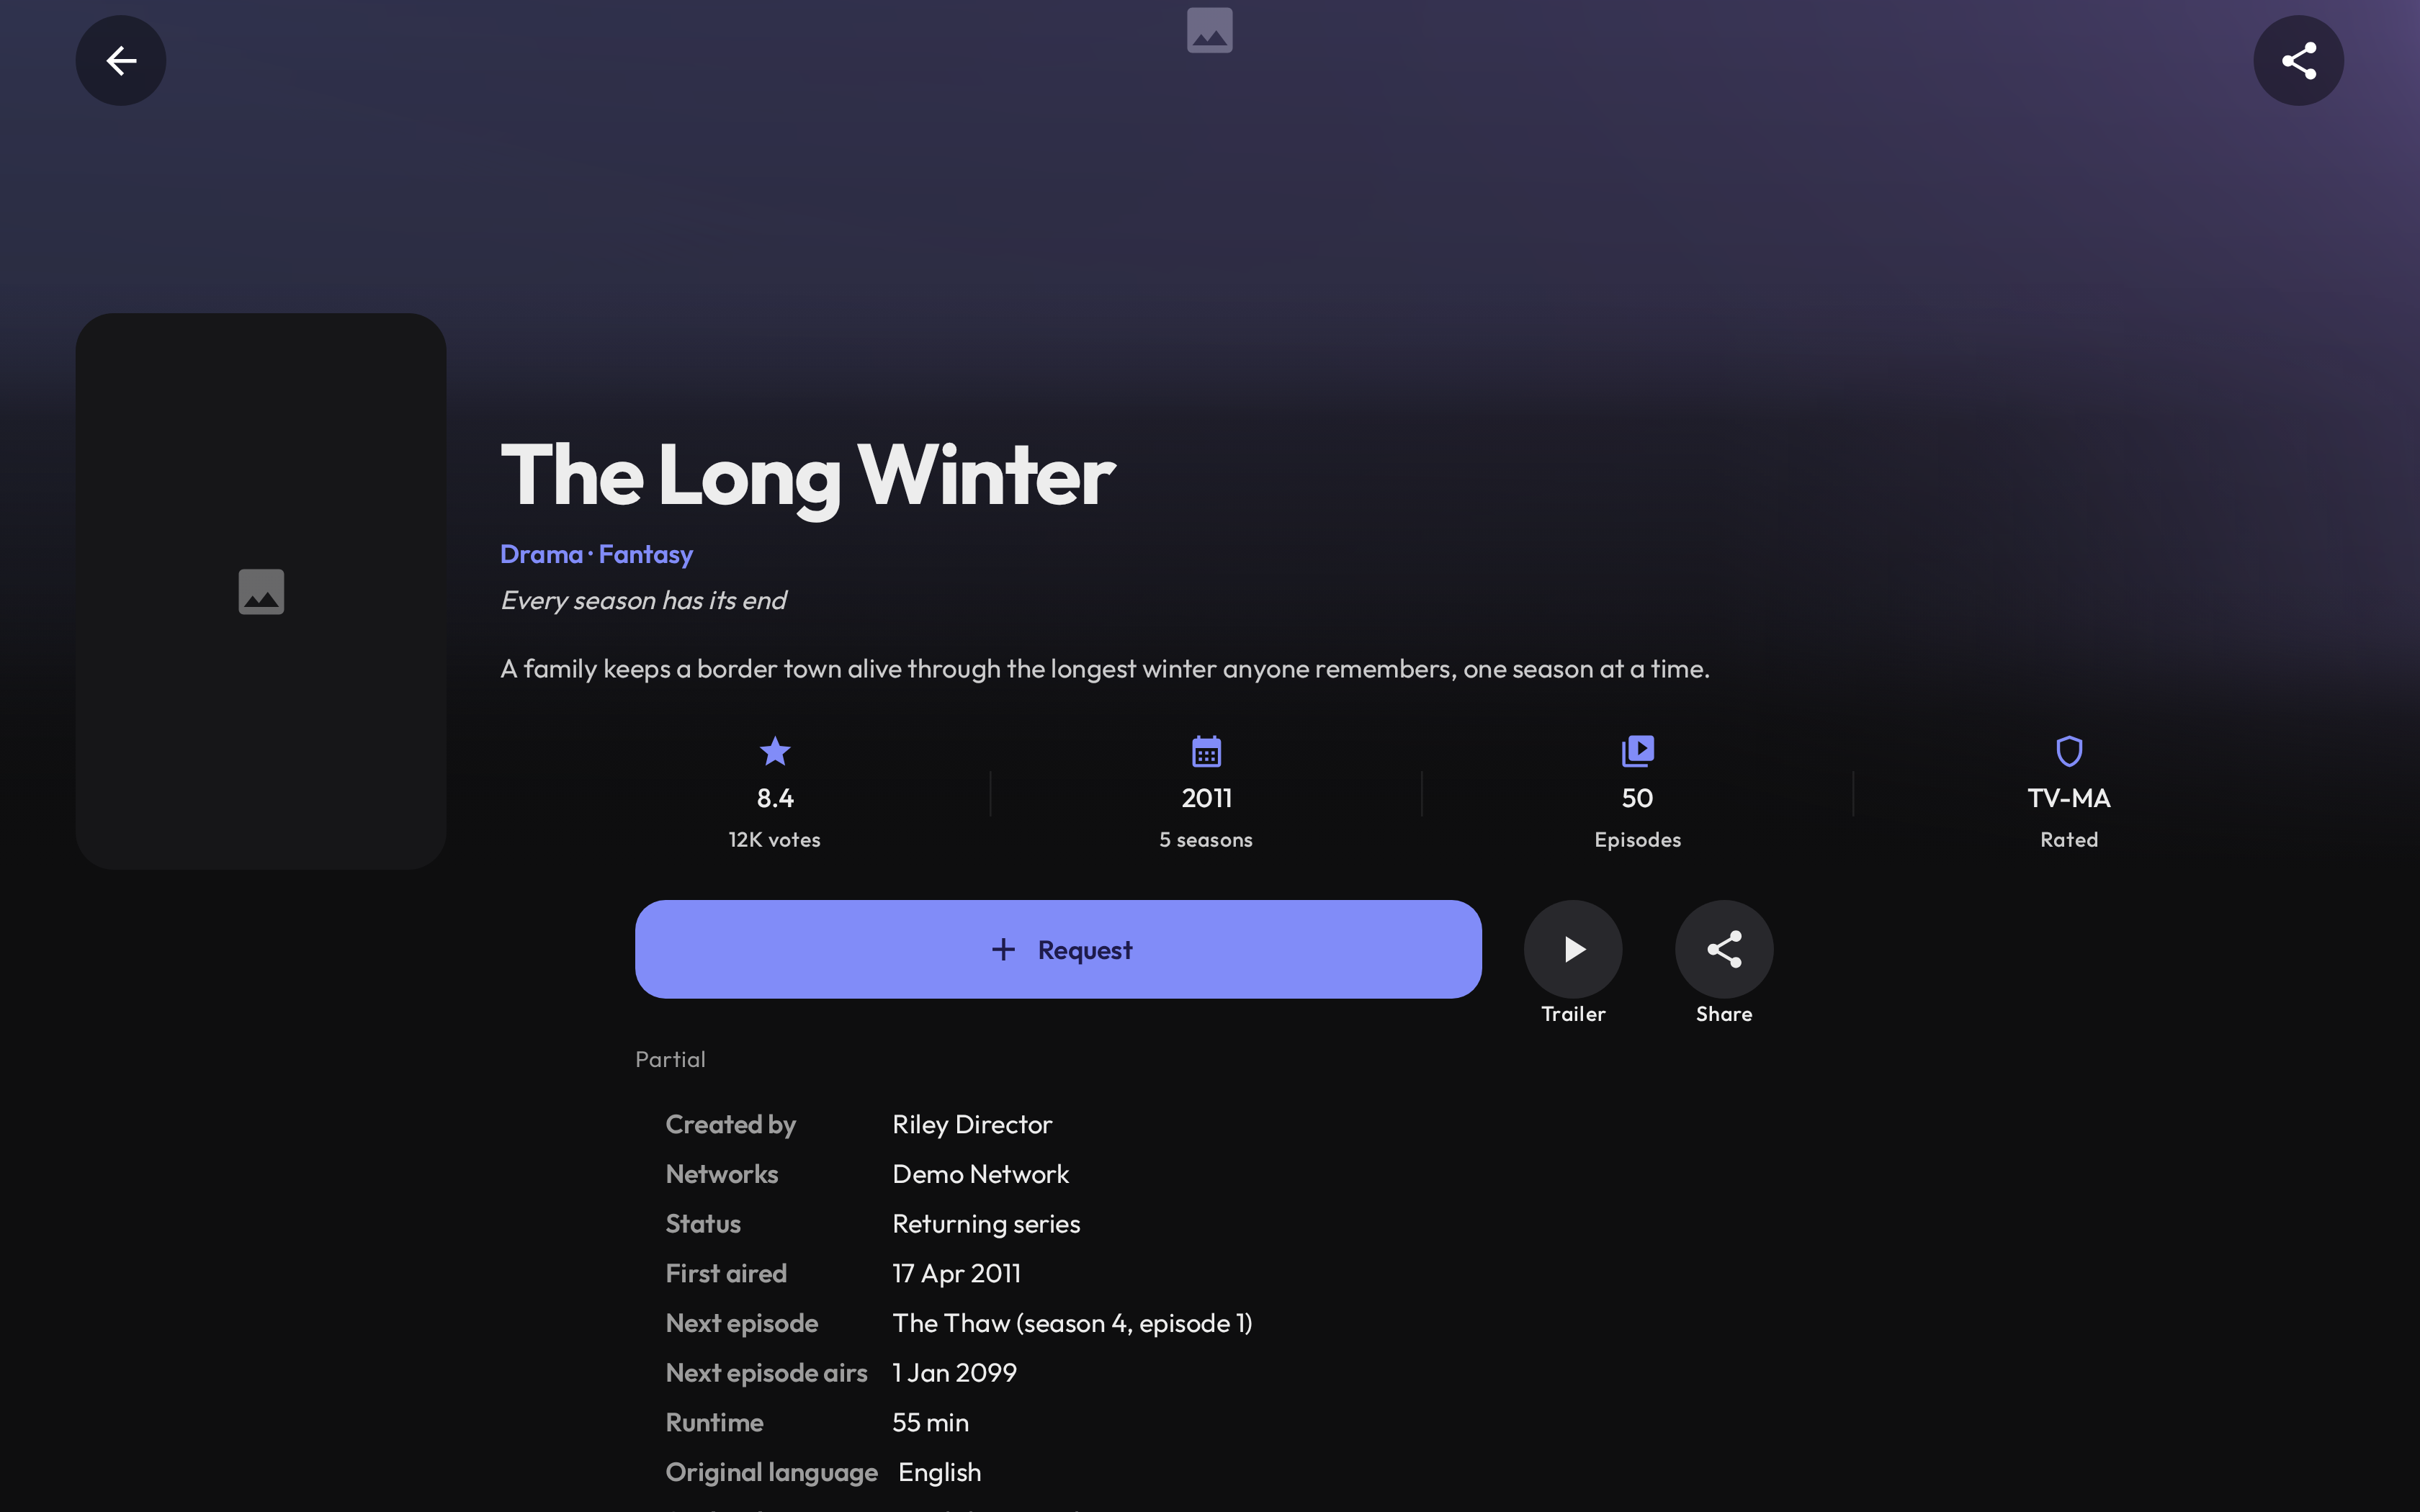 The Long Winter
Drama · Fantasy
Every season has its end
A family keeps a border town alive through the longest winter anyone remembers, one season at a time.
8.4 2011 50 TV-MA
12K votes 5 seasons Episodes Rated
Request
Trailer Share
Partial
Created by Riley Director
Networks Demo Network
Status Returning series
First aired 17 Apr 2011
Next episode The Thaw (season 4, episode 1)
Next episode airs 1 Jan 2099
Runtime 55 min
Original language English